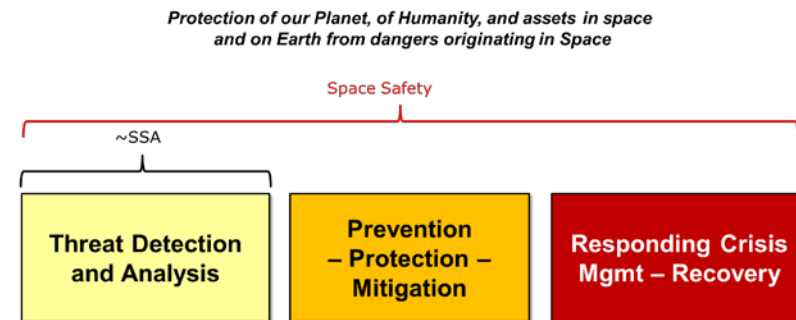 Protection of our Planet, of Humanity, and assets in space
and on Earth from dangers originating in Space
Space Safety
~SSA
Threat Detection
and Analysis
Prevention
– Protection –
Mitigation
Responding Crisis
Mgmt – Recovery